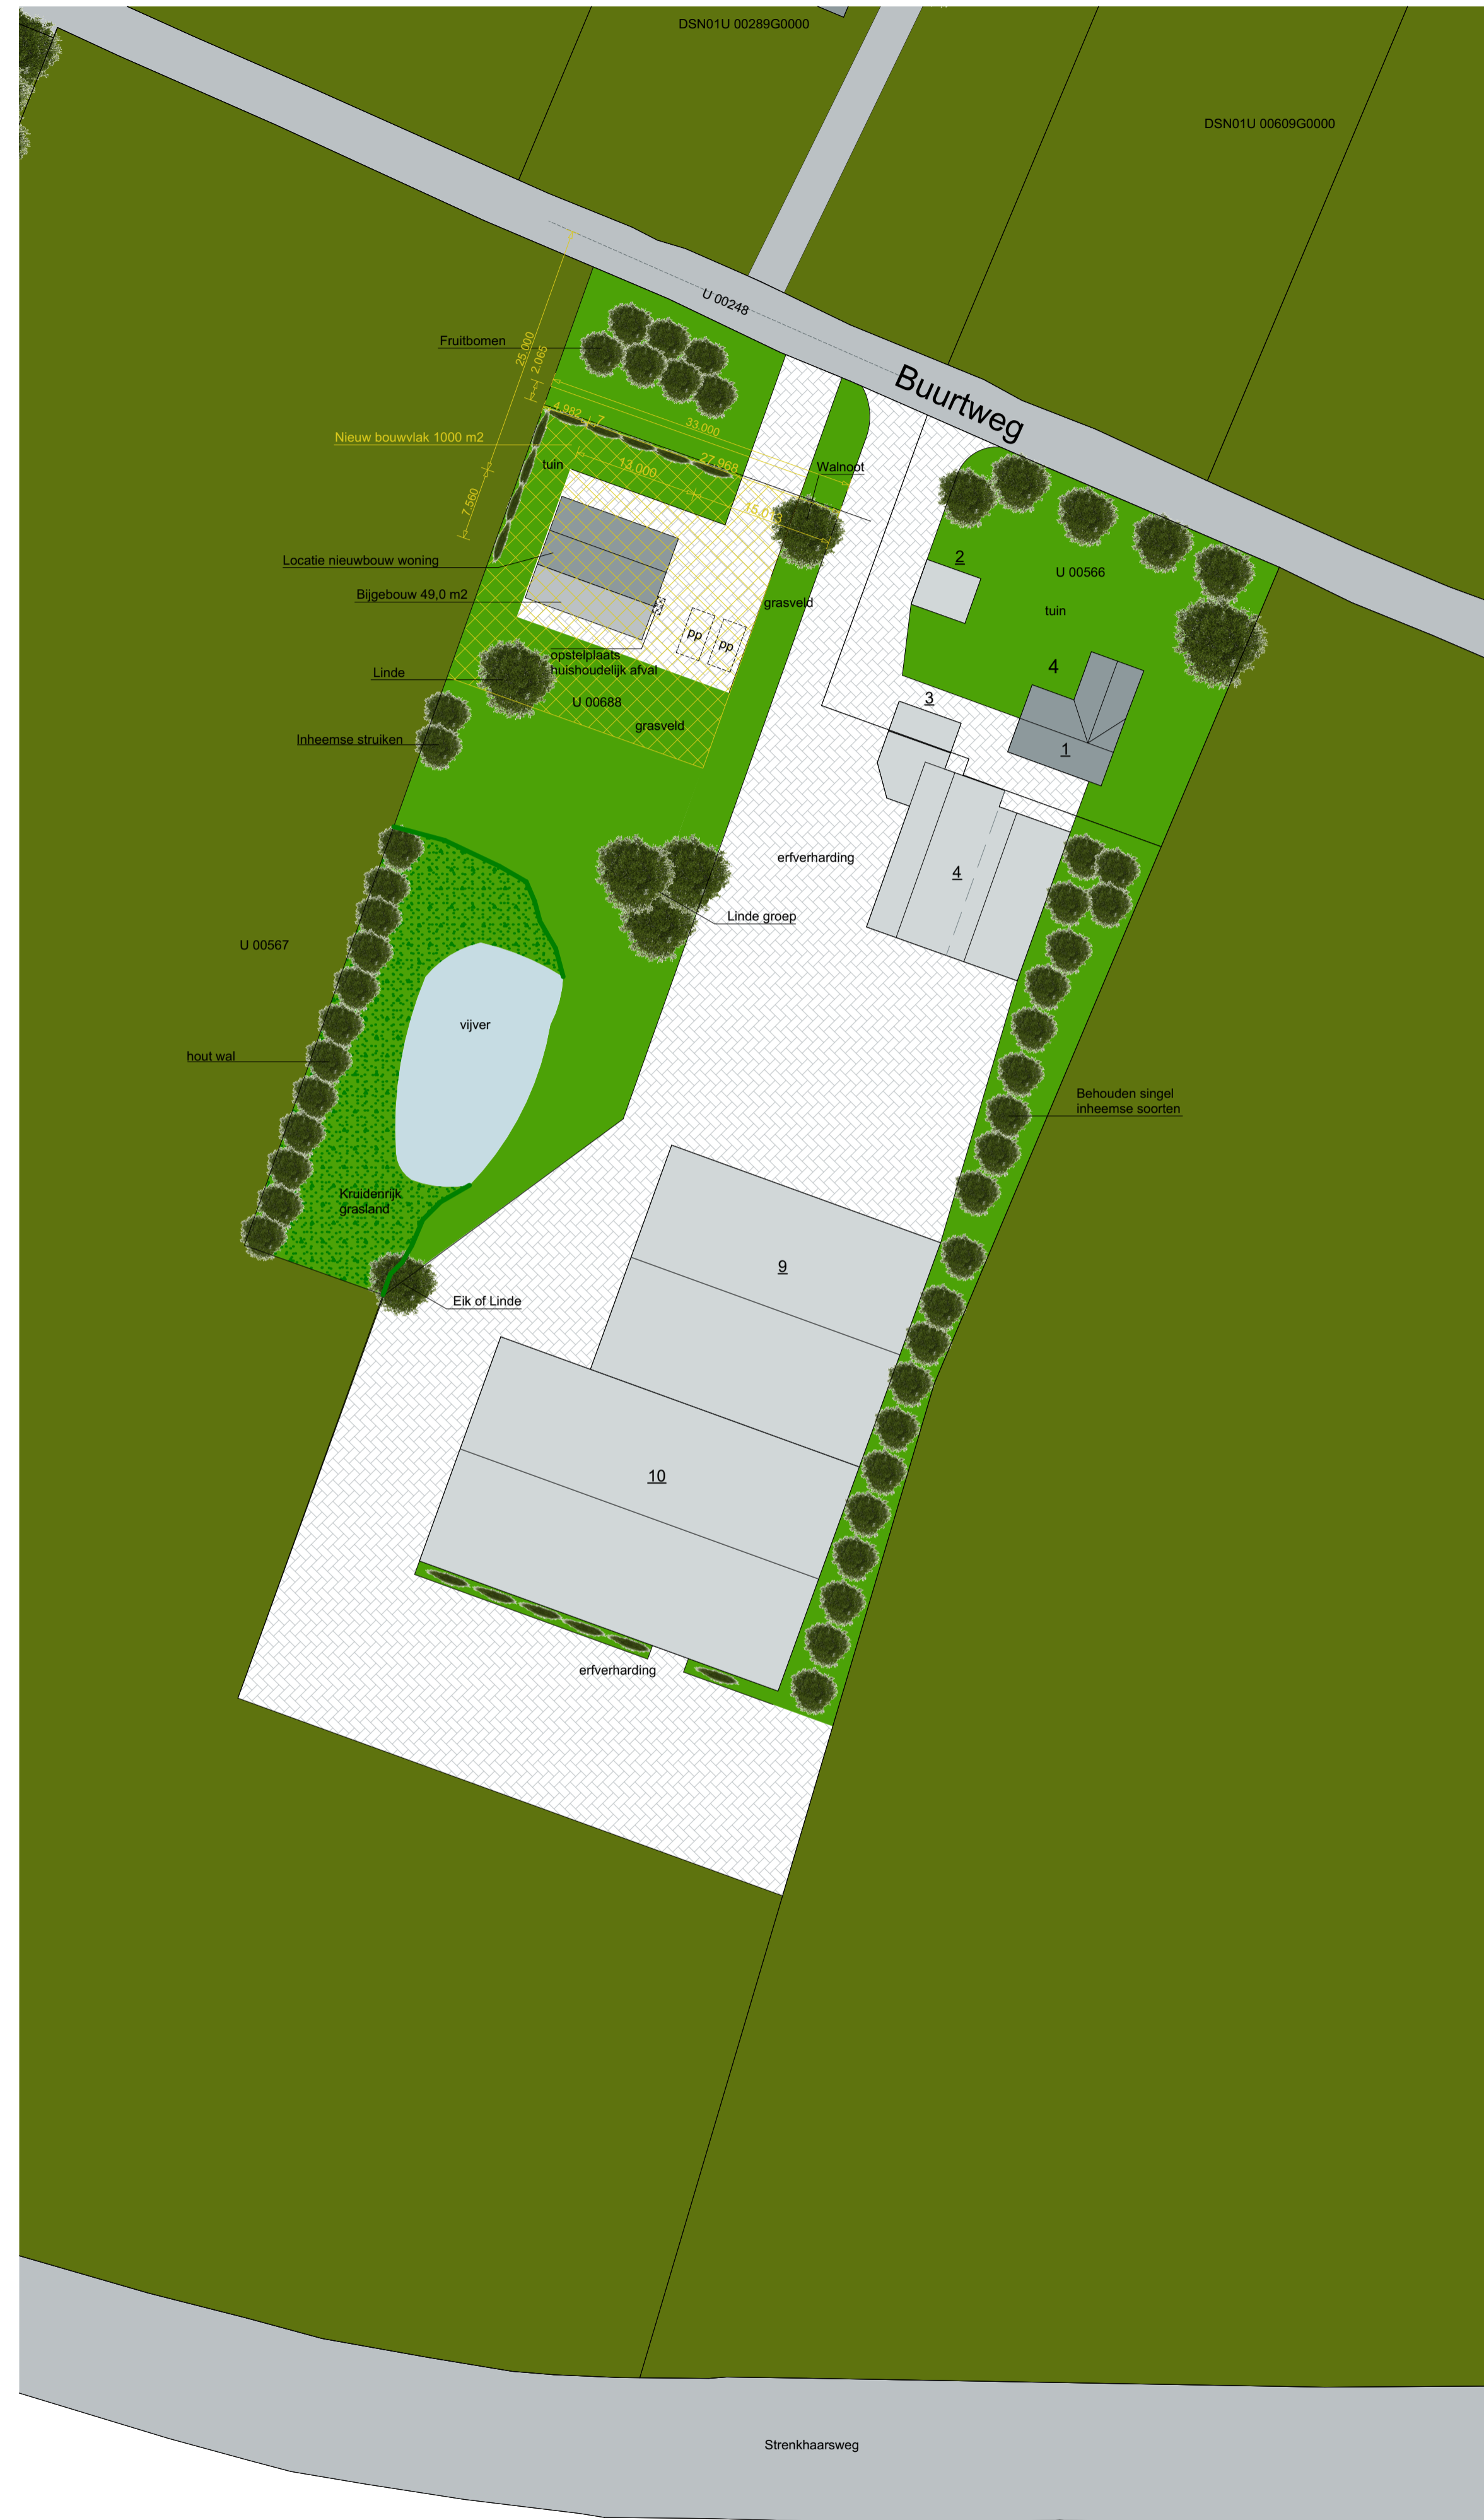 DSN01U 00289G0000
DSN01U 00609G0000
U 00248
Buurtweg
Fruitbomen
25.000
2.065
4.982
7
33.000
27.968
13.000
15.013
Nieuw bouwvlak 1000 m2
tuin
Walnoot
7.560
Locatie nieuwbouw woning
Bijgebouw 49,0 m2
2
U 00566
tuin
grasveld
pp
pp
opstelplaats
huishoudelijk afval
Linde
U 00688
4
3
grasveld
Inheemse struiken
1
erfverharding
4
Linde groep
U 00567
vijver
hout wal
Behouden singel
inheemse soorten
Kruidenrijk
grasland
9
Eik of Linde
10
erfverharding
Strenkhaarsweg